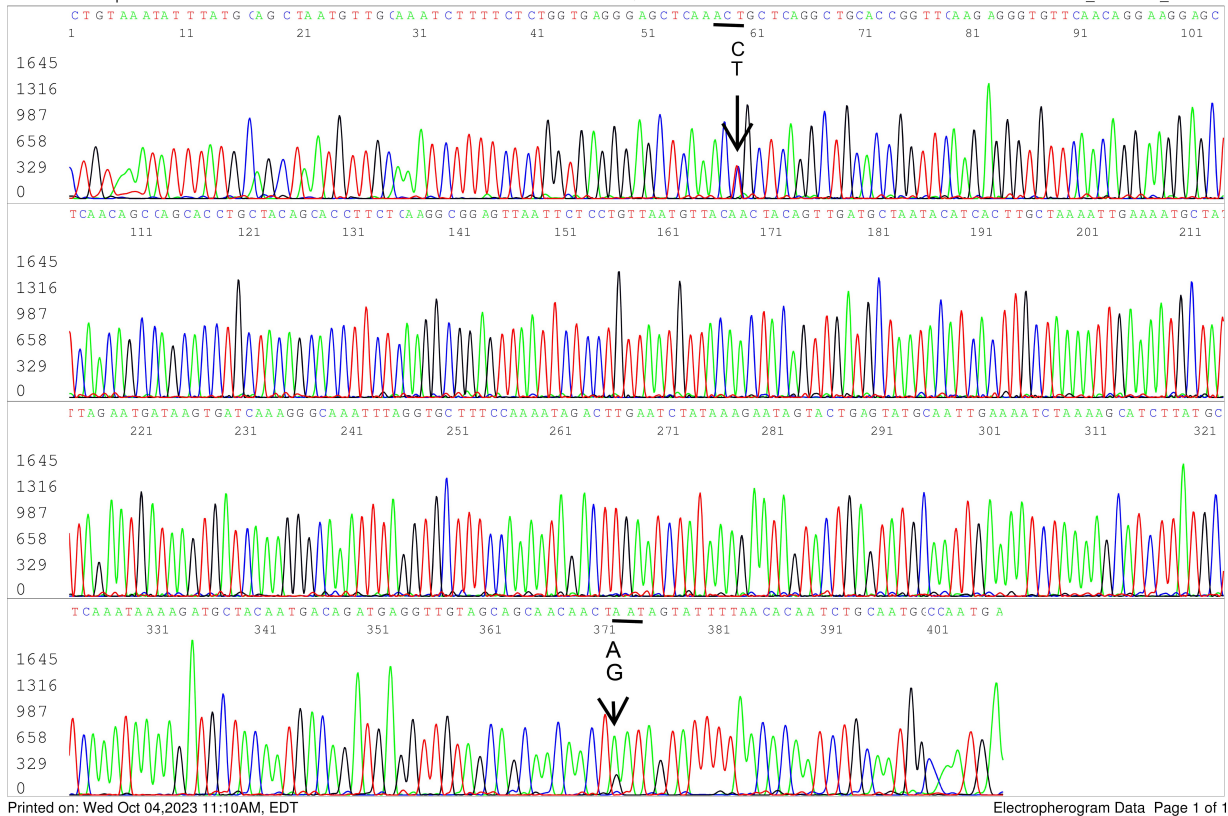 CTGTAAATATTTATGCAGCTAATGTTGCAAATCTTTTCTCTGGTGAGGGAGCTCAAACTGCTCAGGCTGCACCGGTTCAAGAGGGTGTTCAACAGGAAGGAGC
1 11 21 31 41 51 61 71 81 91 101
C
T
1645
1316
987
658
329
0
TCAACAGCCAGCACCTGCTACAGCACCTTCTCAAGGCGGAGTTAATTCTCCTGTTAATGTTACAACTACAGTTGATGCTAATACATCACTTGCTAAAATTGAAAATGCTAT
111 121 131 141 151 161 171 181 191 201 211
1645
1316
987
658
329
0
TTAGAATGATAAGTGATCAAAGGGCAAATTTAGGTGCTTTCCAAAATAGACTTGAATCTATAAAGAATAGTACTGAGTATGCAATTGAAAATCTAAAAGCATCTTATGC
221 231 241 251 261 271 281 291 301 311 321
1645
1316
987
658
329
0
TCAAATAAAAGATGCTACAATGACAGATGAGGTTGTAGCAGCAACAACTAATAGTATTTTAACACAATCTGCAATGCCCAATGA
331 341 351 361 371 381 391 401
A
G
1645
1316
987
658
329
0
Printed on: Wed Oct 04,2023 11:10AM, EDT
Electropherogram Data Page 1 of 1